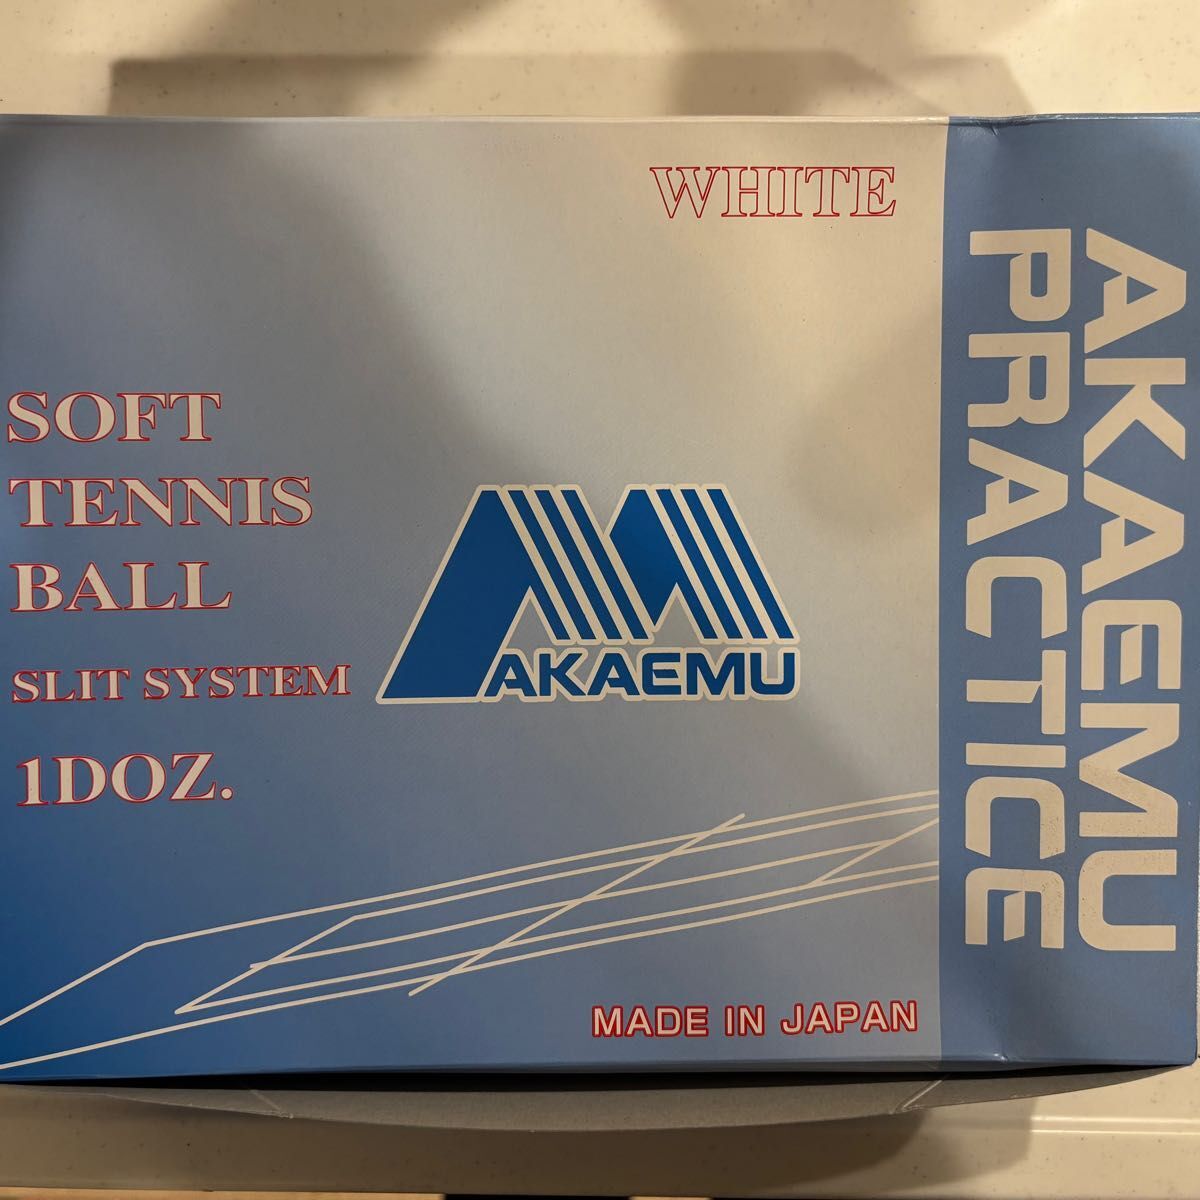 WHITE
SOFT
TENNIS
BALL
SLIT SYSTEM
1DOZ.
AKAEMU
MADE IN JAPAN
AKAEMU
PRACTICE